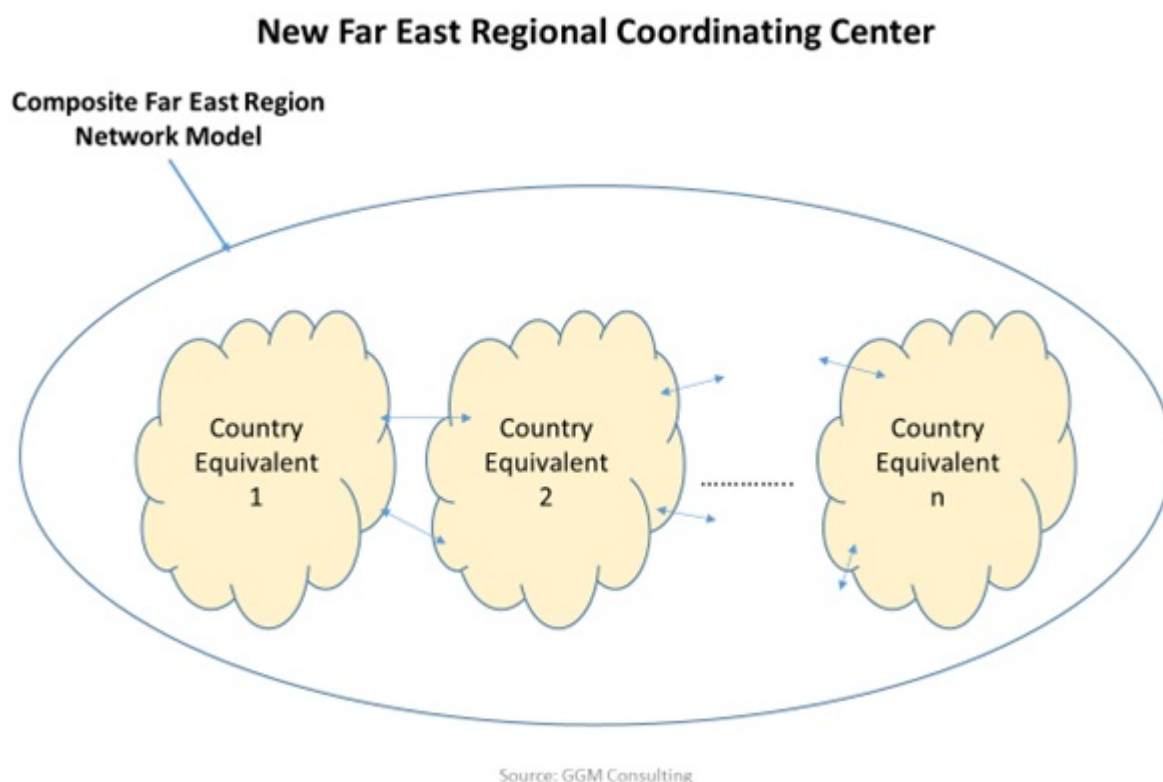 New Far East Regional Coordinating Center
Composite Far East Region
Network Model
Country
Equivalent
1
Country
Equivalent
2
..............
Country
Equivalent
n
Source: GGM Consulting